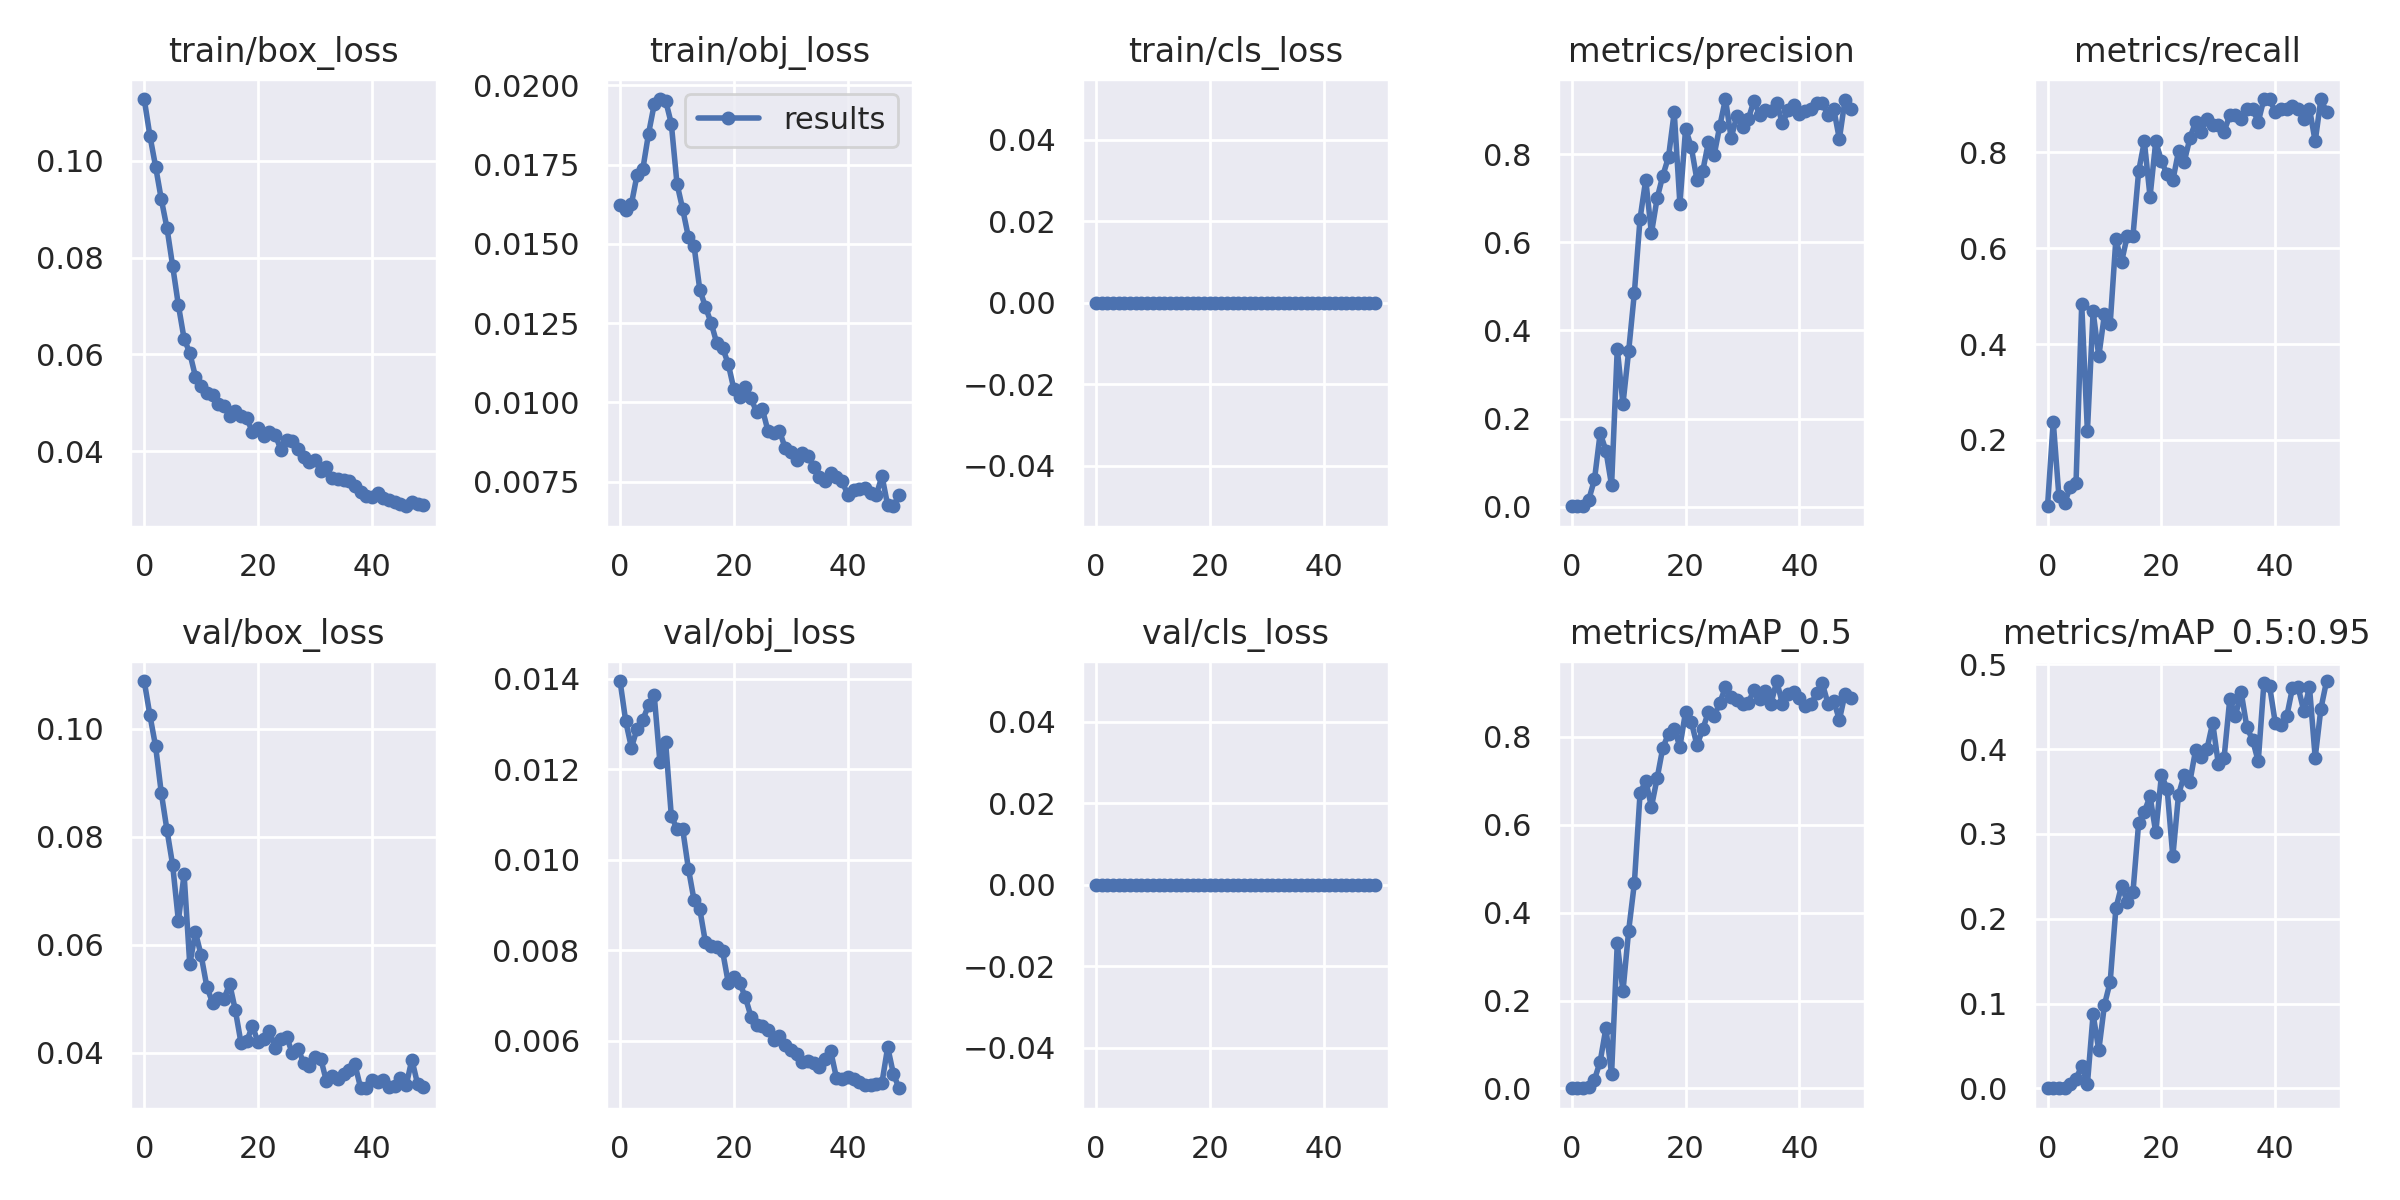 train/box_loss
0.10
0.08
0.06
0.04
0 20 40
train/obj_loss
results
0.0200
0.0175
0.0150
0.0125
0.0100
0.0075
0 20 40
train/cls_loss
0.04
0.02
0.00
−0.02
−0.04
0 20 40
metrics/precision
0.8
0.6
0.4
0.2
0.0
0 20 40
metrics/recall
0.8
0.6
0.4
0.2
0 20 40
val/box_loss
0.10
0.08
0.06
0.04
0 20 40
val/obj_loss
0.014
0.012
0.010
0.008
0.006
0 20 40
val/cls_loss
0.04
0.02
0.00
−0.02
−0.04
0 20 40
metrics/mAP_0.5
0.8
0.6
0.4
0.2
0.0
0 20 40
metrics/mAP_0.5:0.95
0.5
0.4
0.3
0.2
0.1
0.0
0 20 40